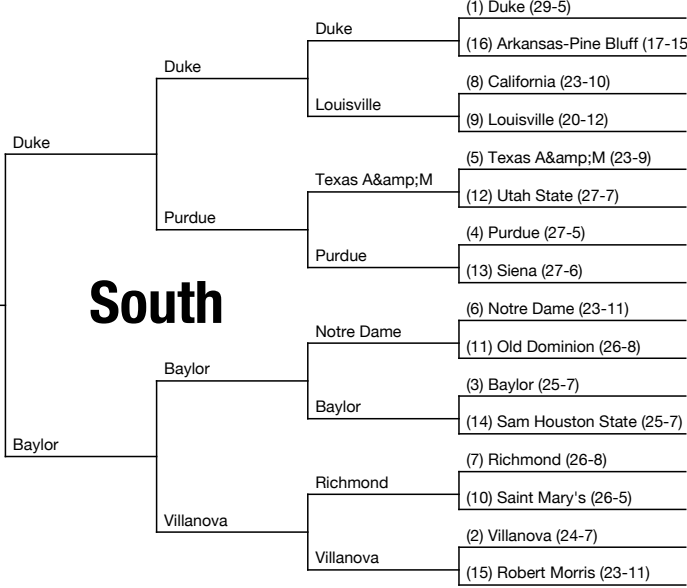 (1) Duke (29-5)
Duke
(16) Arkansas-Pine Bluff (17-15
Duke
(8) California (23-10)
Louisville
(9) Louisville (20-12)
Duke
(5) Texas A&amp;M (23-9)
Texas A&amp;M
(12) Utah State (27-7)
Purdue
(4) Purdue (27-5)
Purdue
(13) Siena (27-6)
South
(6) Notre Dame (23-11)
Notre Dame
(11) Old Dominion (26-8)
Baylor
(3) Baylor (25-7)
Baylor
(14) Sam Houston State (25-7)
Baylor
(7) Richmond (26-8)
Richmond
(10) Saint Mary's (26-5)
Villanova
(2) Villanova (24-7)
Villanova
(15) Robert Morris (23-11)